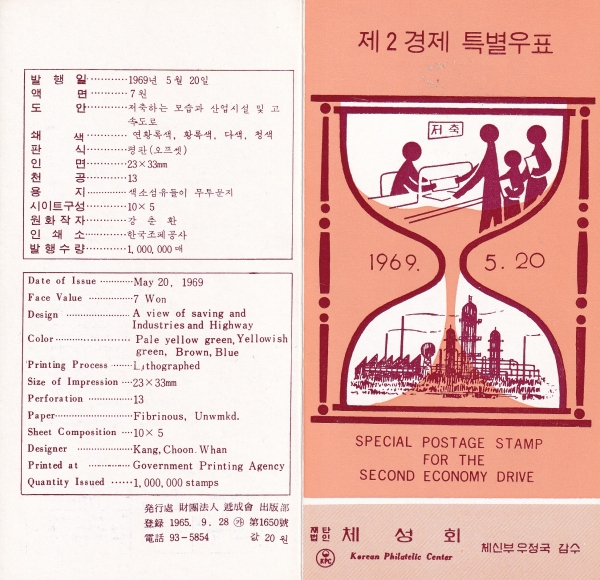 발행일 ············ 1969년 5월 20일
액면 ············ 7원
도안 ············ 저축하는 모습과 산업시설 및 고
속도로
쇄색 ············ 연황록색, 황록색, 다색, 청색
판식 ············ 평판(오프셋)
인면 ············ 23×33mm
천공 ············ 13
용지 ············ 색소섬유들이 무투문지
시이트구성 ············ 10×5
원화작자 ············ 강춘환
인쇄소 ············ 한국조폐공사
발행수량 ············ 1,000,000매
Date of Issue ············ May 20, 1969
Face Value ············ 7 Won
Design ············ A view of saving and
Industries and Highway
Color ············ Pale yellow green, Yellowish
green, Brown, Blue
Printing Process ······· Lithographed
Size of Impression ···· 23×33mm
Perforation ············ 13
Paper ············ Fibrinous, Unwmkd.
Sheet Composition ···· 10×5
Designer ············ Kang, Choon Whan
Printed at ············ Government Printing Agency
Quantity Issued ······ 1,000,000 stamps
発行處 財團法人 遞成會 出版部
登錄 1965. 9. 28 ㉮ 第1650號
電話 93-5854 값 20원
제2경제 특별우표
저축
1969. 5. 20
SPECIAL POSTAGE STAMP
FOR THE
SECOND ECONOMY DRIVE
재단
법인 체성회
KPC Korean Philatelic Center 체신부 우정국 감수